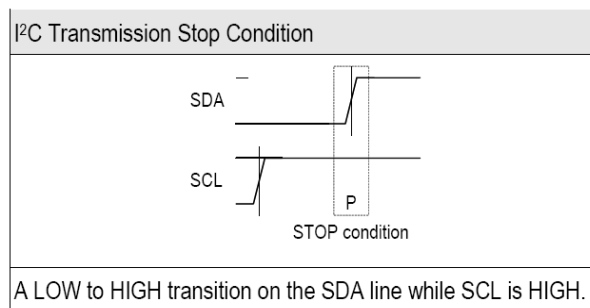 I²C Transmission Stop Condition
SDA
SCL
P
STOP condition
A LOW to HIGH transition on the SDA line while SCL is HIGH.